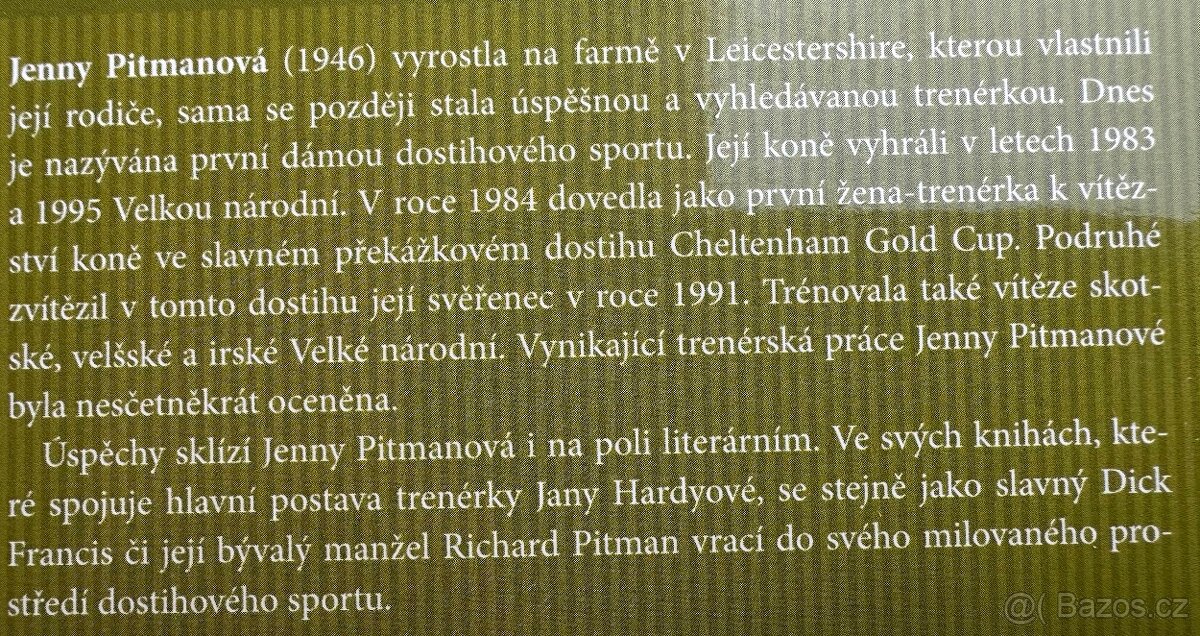 Jenny Pitmanová (1946) vyrostla na farmě v Leicestershire, kterou vlastnili
její rodiče, sama se později stala úspěšnou a vyhledávanou trenérkou. Dnes
je nazývána první dámou dostihového sportu. Její koně vyhráli v letech 1983
a 1995 Velkou národní. V roce 1984 dovedla jako první žena-trenérka k vítěz-
ství koně ve slavném překážkovém dostihu Cheltenham Gold Cup. Podruhé
zvítězil v tomto dostihu její svěřenec v roce 1991. Trénovala také vítěze skot-
ské, velšské a irské Velké národní. Vynikající trenérská práce Jenny Pitmanové
byla nesčetněkrát oceněna.
Úspěchy sklízí Jenny Pitmanová i na poli literárním. Ve svých knihách, kte-
ré spojuje hlavní postava trenérky Jany Hardyové, se stejně jako slavný Dick
Francis či její bývalý manžel Richard Pitman vrací do svého milovaného pro-
středí dostihového sportu.
@( Bazos.cz